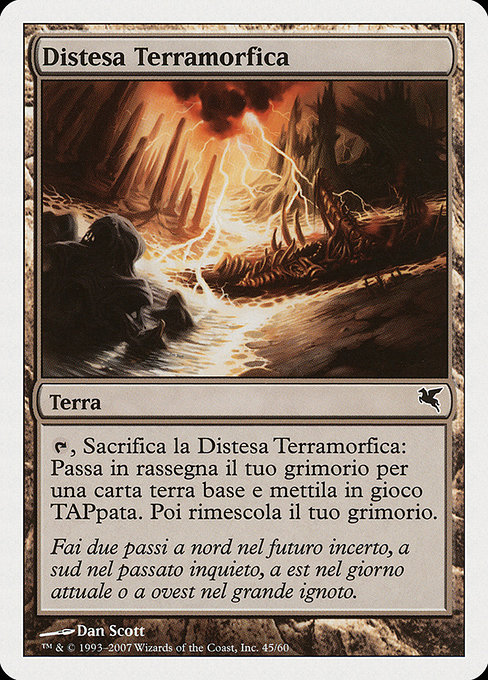 Distesa Terramorfica
Terra
, Sacrifica la Distesa Terramorfica:
Passa in rassegna il tuo grimorio per
una carta terra base e mettila in gioco
TAPpata. Poi rimescola il tuo grimorio.
Fai due passi a nord nel futuro incerto, a
sud nel passato inquieto, a est nel giorno
attuale o a ovest nel grande ignoto.
Dan Scott
™ & © 1993–2007 Wizards of the Coast, Inc. 45/60